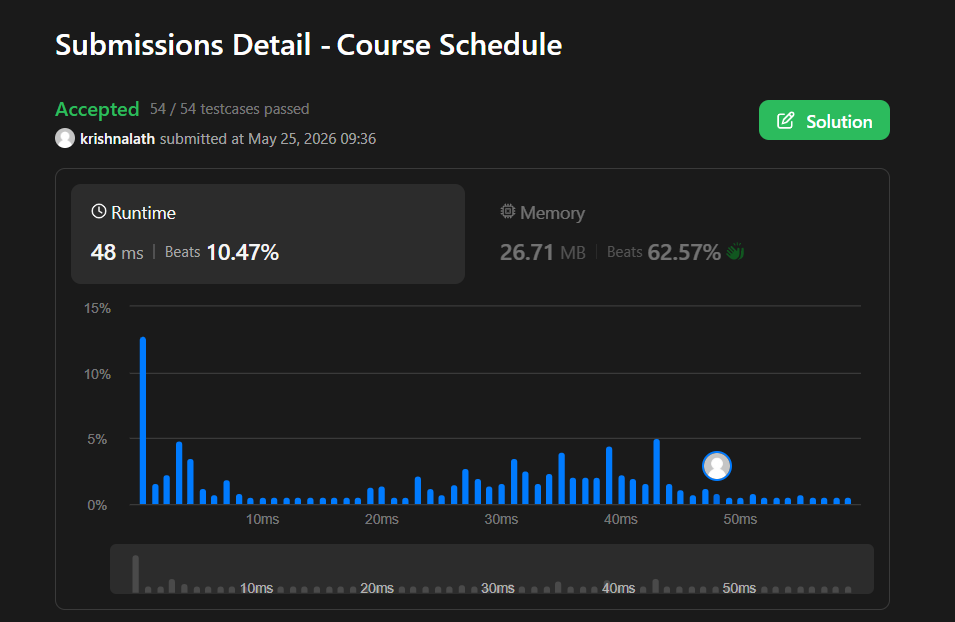 Submissions Detail - Course Schedule
Accepted 54 / 54 testcases passed
krishnalath submitted at May 25, 2026 09:36
Solution
Runtime
48 ms | Beats 10.47%
Memory
26.71 MB | Beats 62.57%
15%
10%
5%
0%
10ms 20ms 30ms 40ms 50ms
10ms 20ms 30ms 40ms 50ms